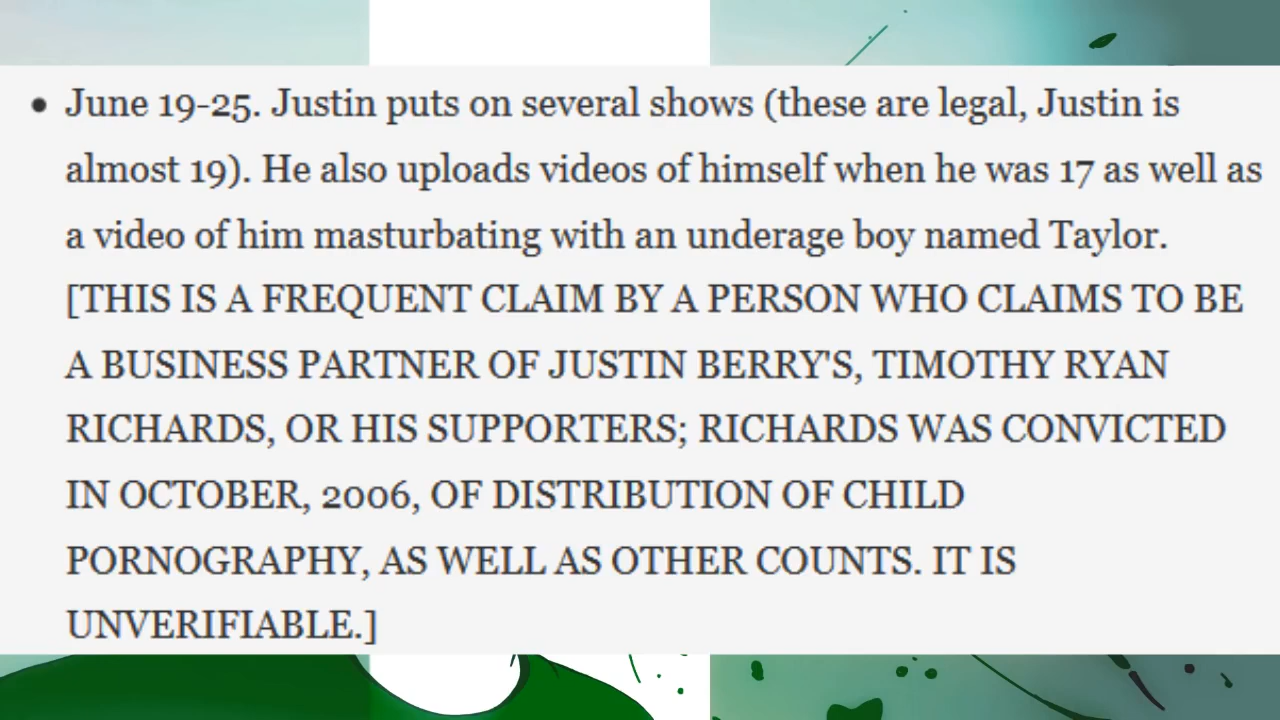 • June 19-25. Justin puts on several shows (these are legal, Justin is
almost 19). He also uploads videos of himself when he was 17 as well as
a video of him masturbating with an underage boy named Taylor.
[THIS IS A FREQUENT CLAIM BY A PERSON WHO CLAIMS TO BE
A BUSINESS PARTNER OF JUSTIN BERRY'S, TIMOTHY RYAN
RICHARDS, OR HIS SUPPORTERS; RICHARDS WAS CONVICTED
IN OCTOBER, 2006, OF DISTRIBUTION OF CHILD
PORNOGRAPHY, AS WELL AS OTHER COUNTS. IT IS
UNVERIFIABLE.]